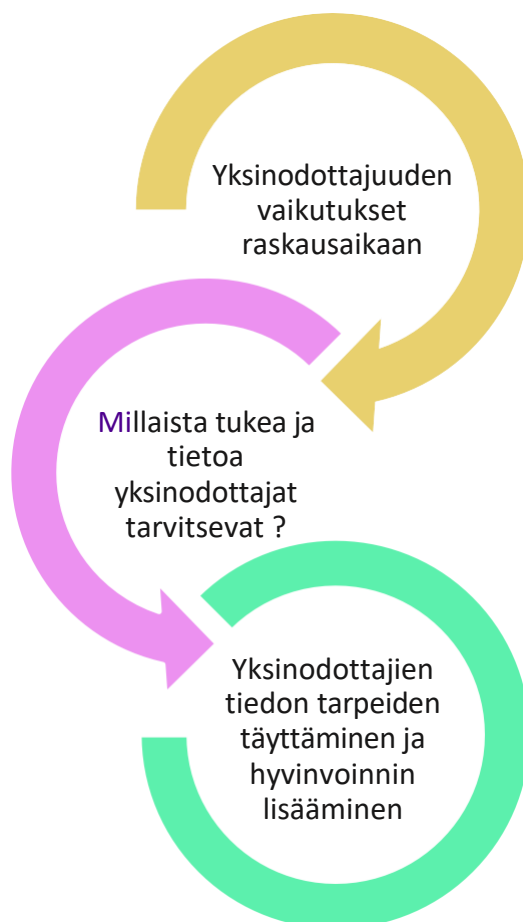 Yksinodottajuuden
vaikutukset
raskausaikaan
Millaista tukea ja
tietoa
yksinodottajat
tarvitsevat ?
Yksinodottajien
tiedon tarpeiden
täyttäminen ja
hyvinvoinnin
lisääminen